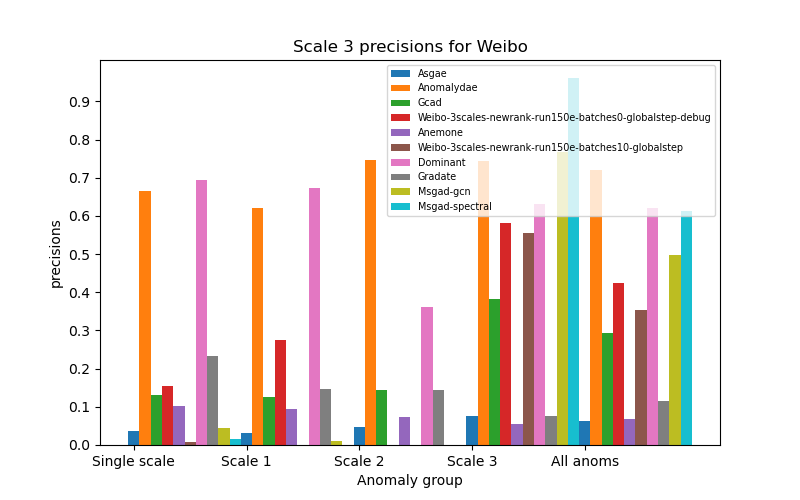 Scale 3 precisions for Weibo
Asgae
Anomalydae
Gcad
Weibo-3scales-newrank-run150e-batches0-globalstep-debug
Anemone
Weibo-3scales-newrank-run150e-batches10-globalstep
Dominant
Gradate
Msgad-gcn
Msgad-spectral
precisions
0.9
0.8
0.7
0.6
0.5
0.4
0.3
0.2
0.1
0.0
Single scale
Scale 1
Scale 2
Scale 3
All anoms
Anomaly group